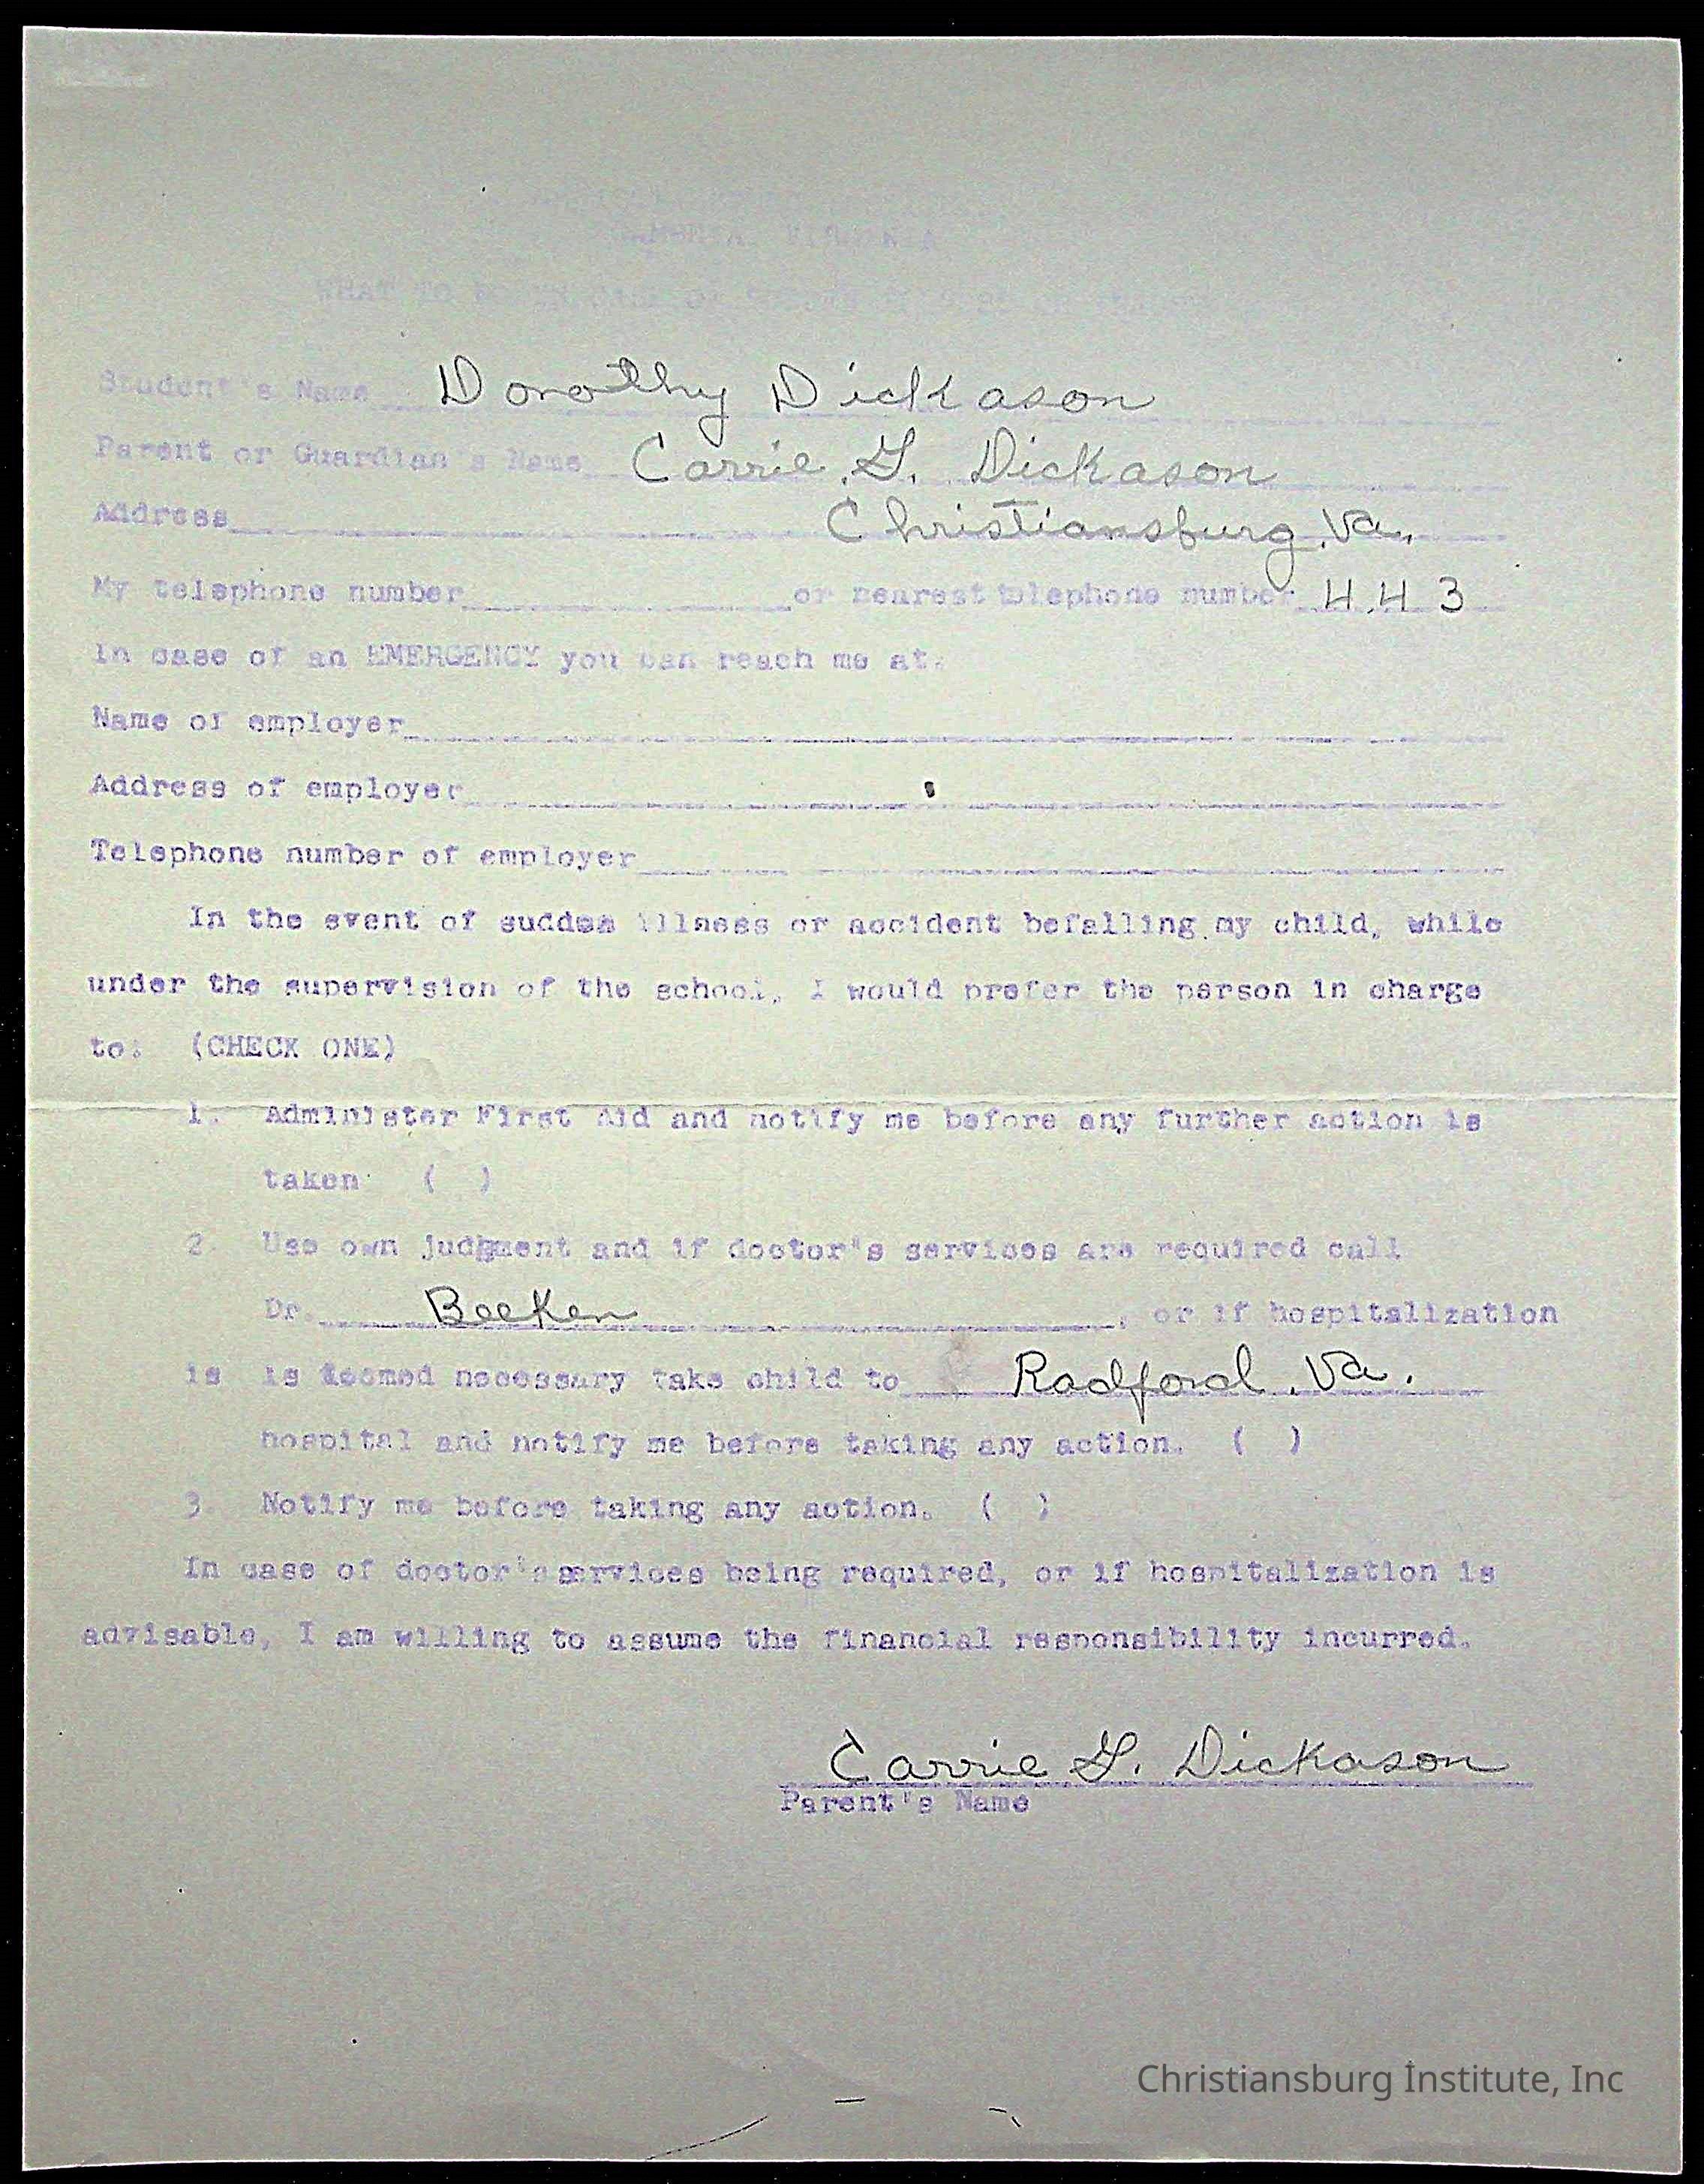 CAMBRIA, VIRGINIA
WHAT TO
Student's Name Dorothy Dickason
Parent or Guardian's Name Carrie G. Dickason
Address Christiansburg, Va.
My telephone number or nearest telephone number 443
In case of an EMERGENCY you can reach me at:
Name of employer
Address of employer
Telephone number of employer
In the event of sudden illness or accident befalling my child, while
under the supervision of the school, I would prefer the person in charge
to: (CHECK ONE)
1. Administer First Aid and notify me before any further action is
taken ( )
2. Use own judgment and if doctor's services are required call
Dr. Beeken, or if hospitalization
is is deemed necessary take child to Radford, Va.
hospital and notify me before taking any action. ( )
3. Notify me before taking any action. ( )
In case of doctor's services being required, or if hospitalization is
advisable, I am willing to assume the financial responsibility incurred.
Carrie G. Dickason
Parent's Name
Christiansburg Institute, Inc